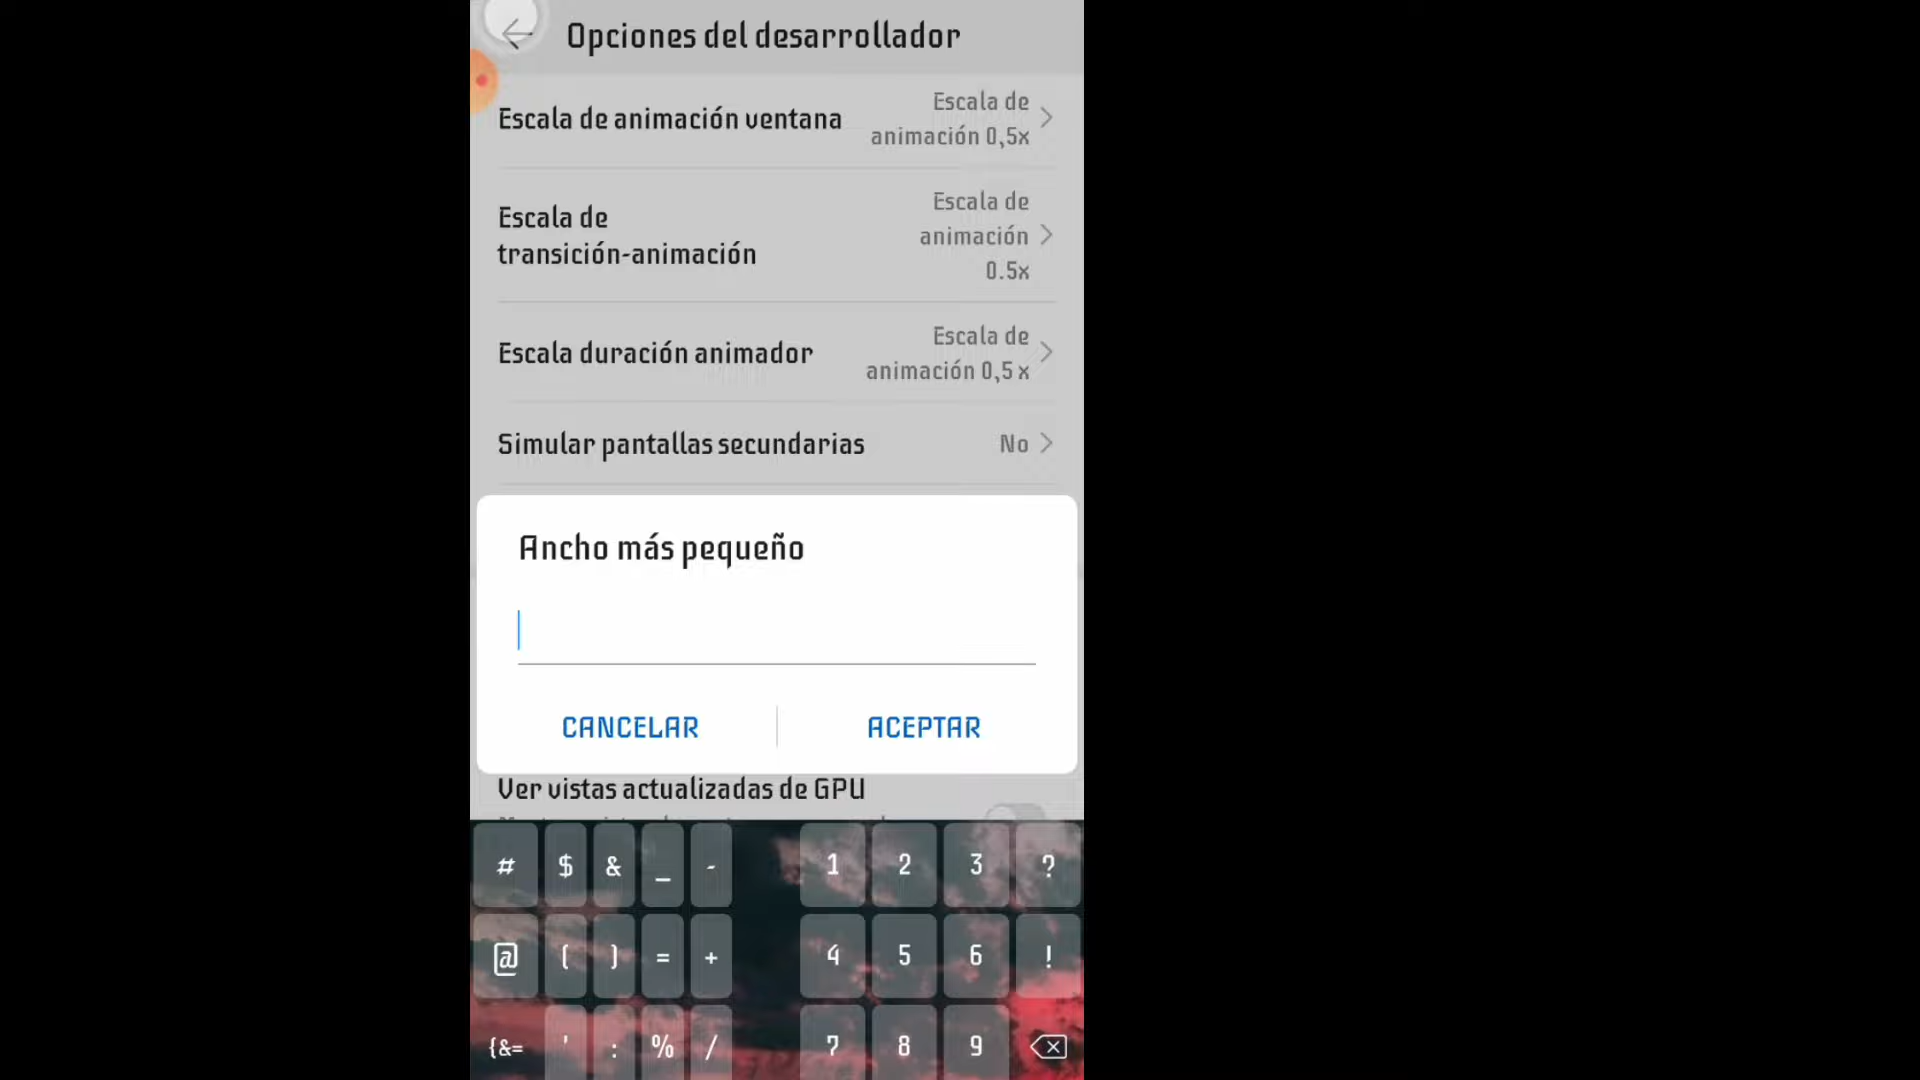 Opciones del desarrollador
Escala de animación ventana
Escala de
animación 0,5x
Escala de
transición-animación
Escala de
animación
0.5x
Escala duración animador
Escala de
animación 0,5 x
Simular pantallas secundarias
No
Ancho más pequeño
CANCELAR
ACEPTAR
Ver vistas actualizadas de GPU
# $ & _ - 1 2 3 ?
@ ( ) = + 4 5 6 !
{&= ' : % / 7 8 9